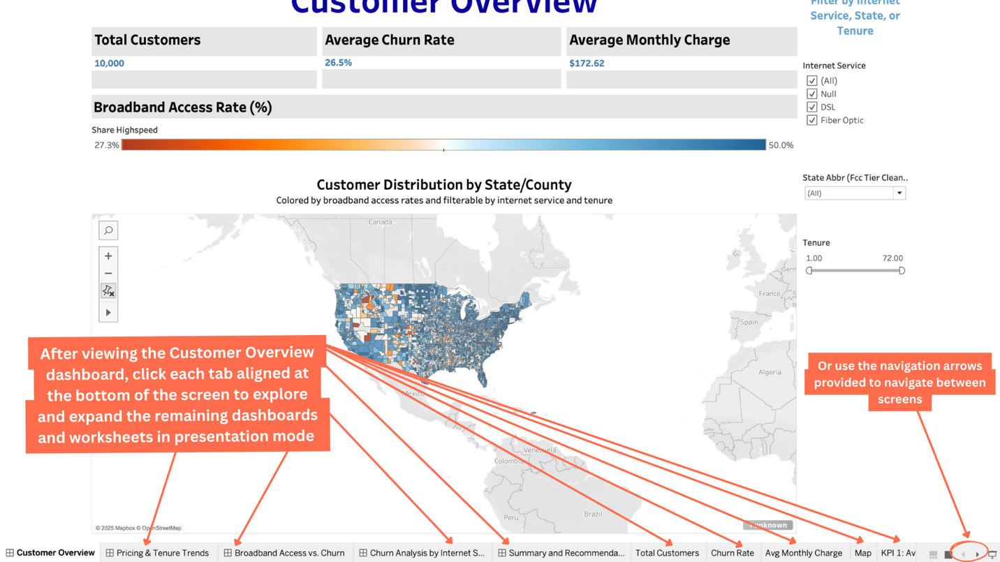 Customer Overview
Filter by Internet
Service, State, or
Tenure
Total Customers
Average Churn Rate
Average Monthly Charge
10,000
26.5%
$172.62
Internet Service
(All)
Null
DSL
Fiber Optic
Broadband Access Rate (%)
Share Highspeed
27.3%
50.0%
State Abbr (Fcc Tier Clean..
(All)
Customer Distribution by State/County
Colored by broadband access rates and filterable by internet service and tenure
Tenure
1.00
72.00
Canada
Germ
France
It
Spain
Algeria
Mexico
Venezuela
Colombia
Peru
Brazil
After viewing the Customer Overview
dashboard, click each tab aligned at
the bottom of the screen to explore
and expand the remaining dashboards
and worksheets in presentation mode
Or use the navigation arrows
provided to navigate between
screens
© 2025 Mapbox © OpenStreetMap
unknown
Customer Overview
Pricing & Tenure Trends
Broadband Access vs. Churn
Churn Analysis by Internet S...
Summary and Recommenda...
Total Customers
Churn Rate
Avg Monthly Charge
Map
KPI 1: Av